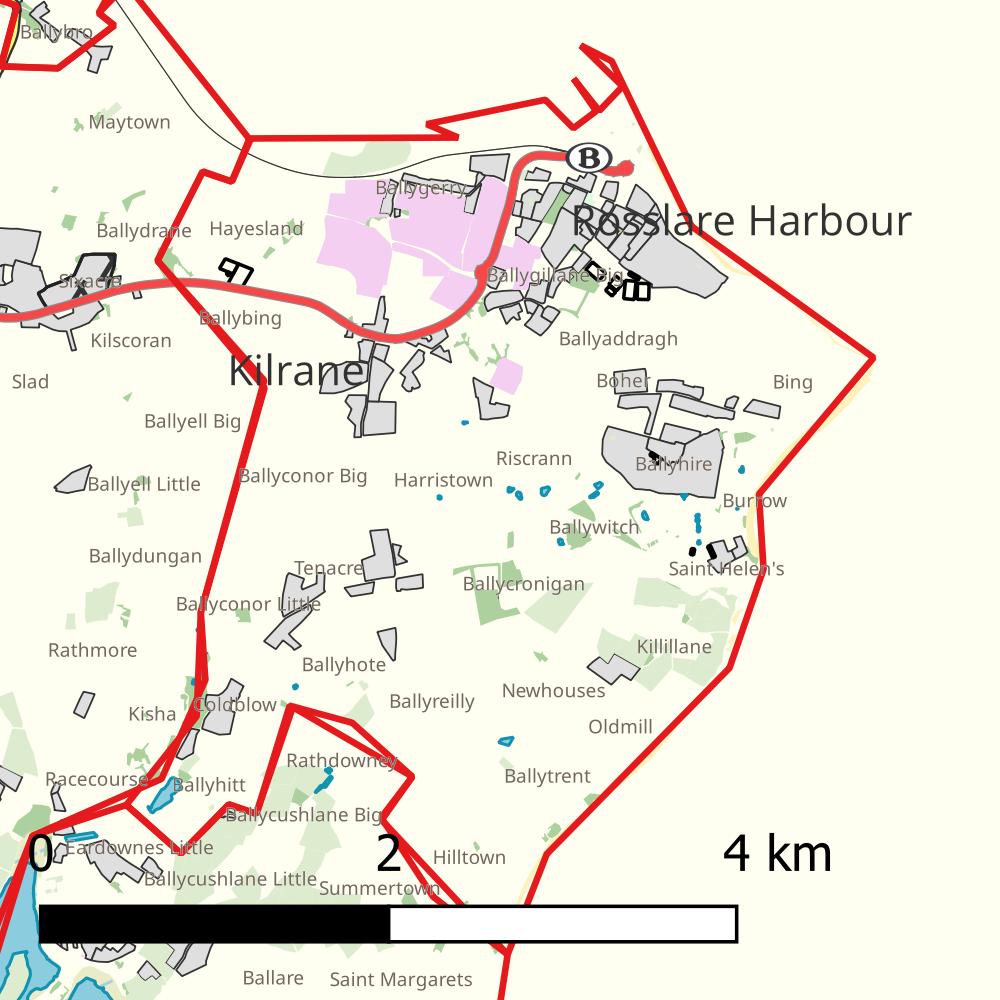 Ballybro
Maytown
B
Ballygerry
Rosslare Harbour
Ballydrane
Hayesland
Sixacre
Ballygillane Big
Ballybing
Kilscoran
Ballyaddragh
Kilrane
Slad
Boher
Bing
Ballyell Big
Riscrann
Ballyhire
Ballyconor Big
Harristown
Ballyell Little
Burrow
Ballywitch
Ballydungan
Tenacre
Saint Helen's
Ballycronigan
Ballyconor Little
Rathmore
Killillane
Ballyhote
Newhouses
Ballyreilly
Coldblow
Kisha
Oldmill
Rathdowney
Racecourse
Ballyhitt
Ballytrent
Ballycushlane Big
Eardownes Little
0 2 4 km
Hilltown
Ballycushlane Little
Summertown
Ballare
Saint Margarets